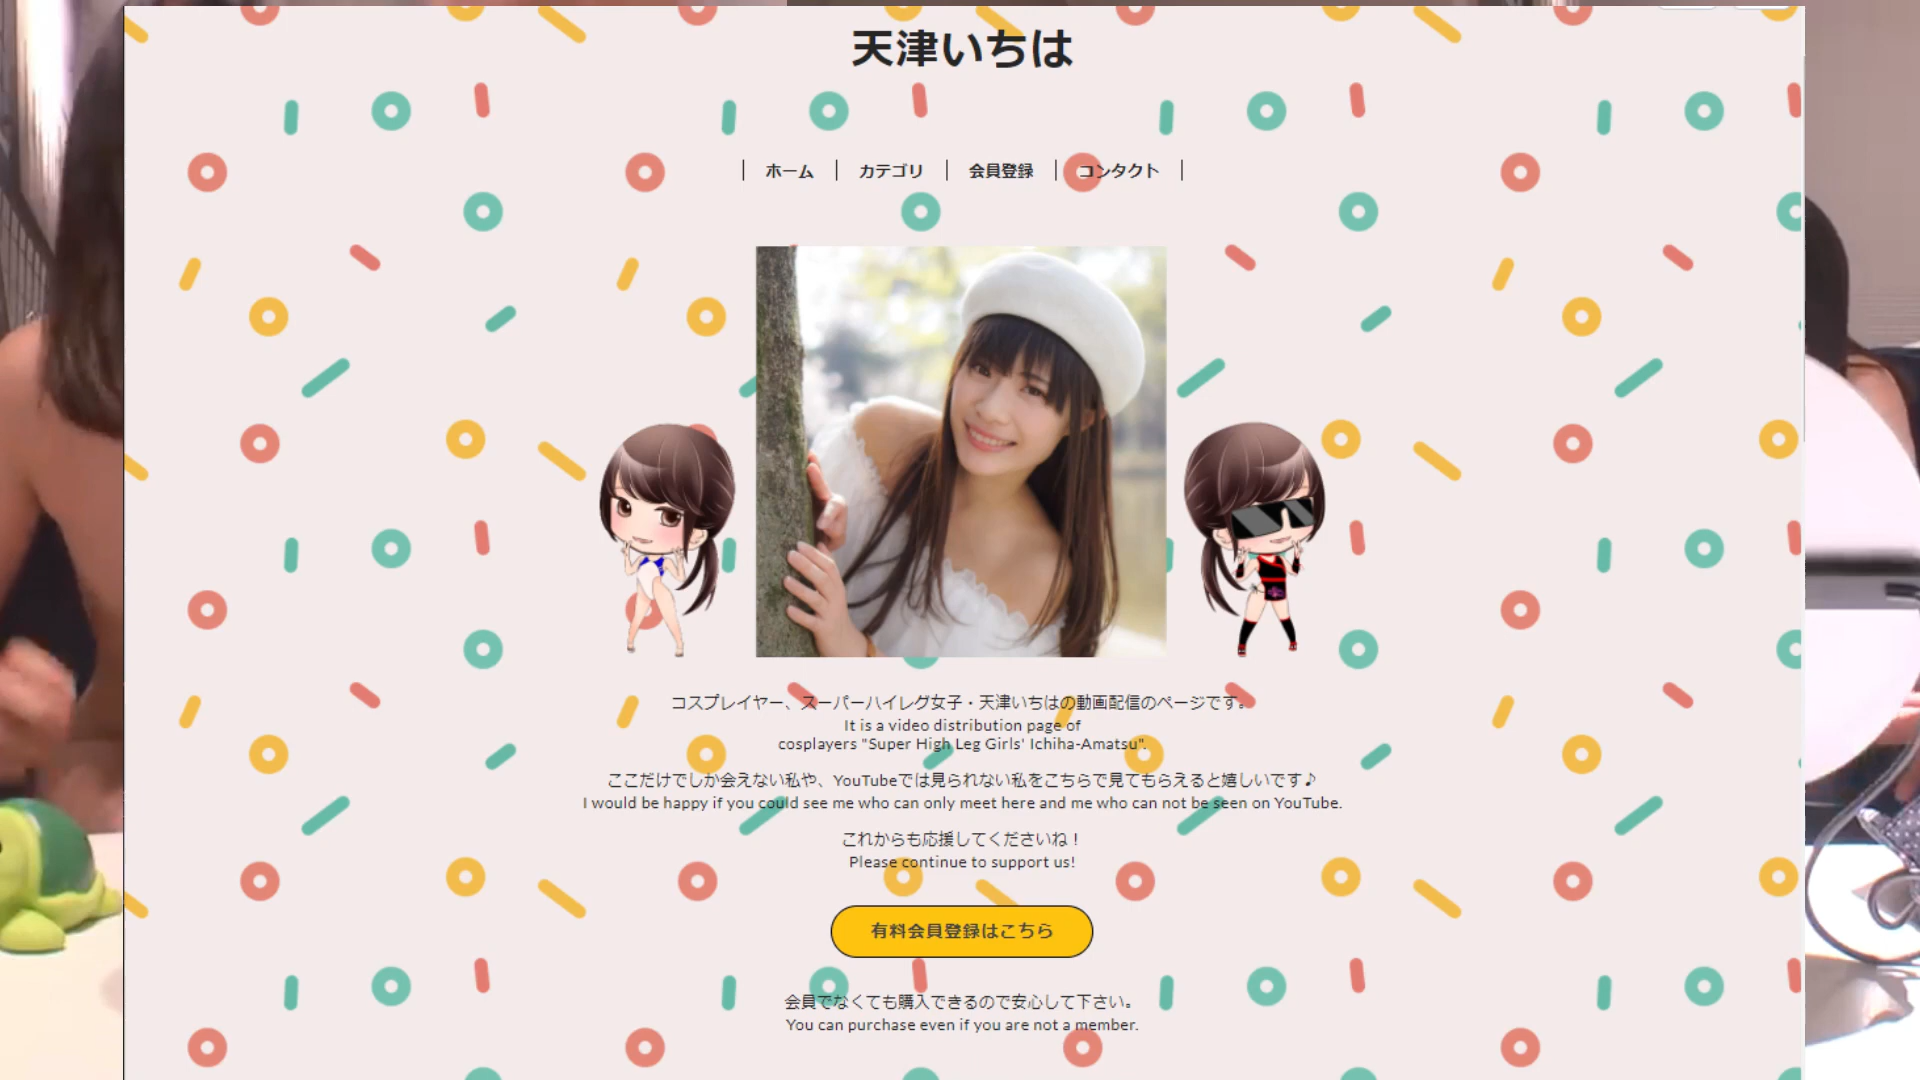 天津いちは
ホーム
カテゴリ
会員登録
コンタクト
コスプレイヤー、スーパーハイレグ女子・天津いちはの動画配信のページです。
It is a video distribution page of
cosplayers "Super High Leg Girls' Ichiha-Amatsu".
ここだけでしか会えない私や、YouTubeでは見られない私をこちらで見てもらえると嬉しいです♪
I would be happy if you could see me who can only meet here and me who can not be seen on YouTube.
これからも応援してくださいね！
Please continue to support us!
有料会員登録はこちら
会員でなくても購入できるので安心して下さい。
You can purchase even if you are not a member.